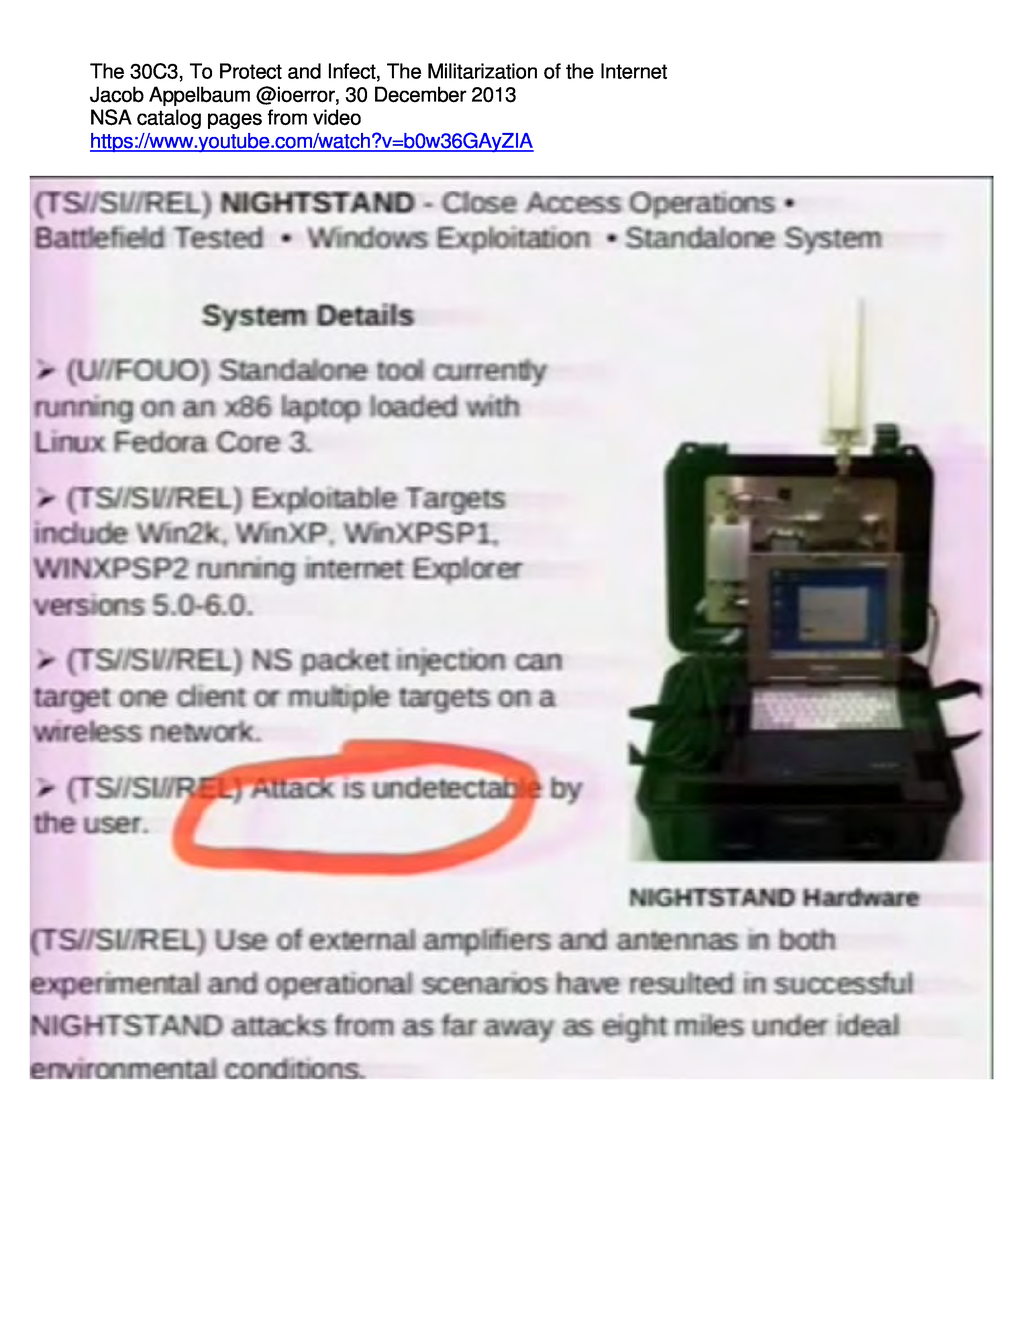 The 30C3, To Protect and Infect, The Militarization of the Internet
Jacob Appelbaum @ioerror, 30 December 2013
NSA catalog pages from video
https://www.youtube.com/watch?v=b0w36GAyZIA
(TS//SI//REL) NIGHTSTAND - Close Access Operations •
Battlefield Tested • Windows Exploitation • Standalone System
System Details
➤ (U//FOUO) Standalone tool currently
running on an x86 laptop loaded with
Linux Fedora Core 3.
➤ (TS//SI//REL) Exploitable Targets
include Win2k, WinXP, WinXPSP1,
WINXPSP2 running internet Explorer
versions 5.0-6.0.
➤ (TS//SI//REL) NS packet injection can
target one client or multiple targets on a
wireless network.
➤ (TS//SI//REL) Attack is undetectable by
the user.
NIGHTSTAND Hardware
(TS//SI//REL) Use of external amplifiers and antennas in both
experimental and operational scenarios have resulted in successful
NIGHTSTAND attacks from as far away as eight miles under ideal
environmental conditions.